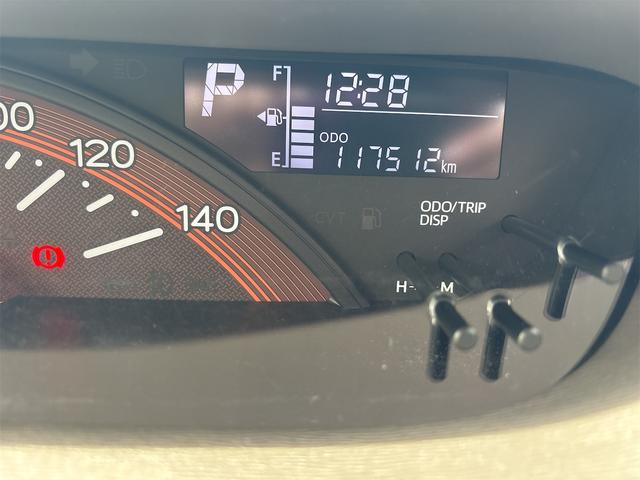 P
F
12:28
ODO
E
117512km
00
120
140
CVT
ODO/TRIP
DISP
H-
-M